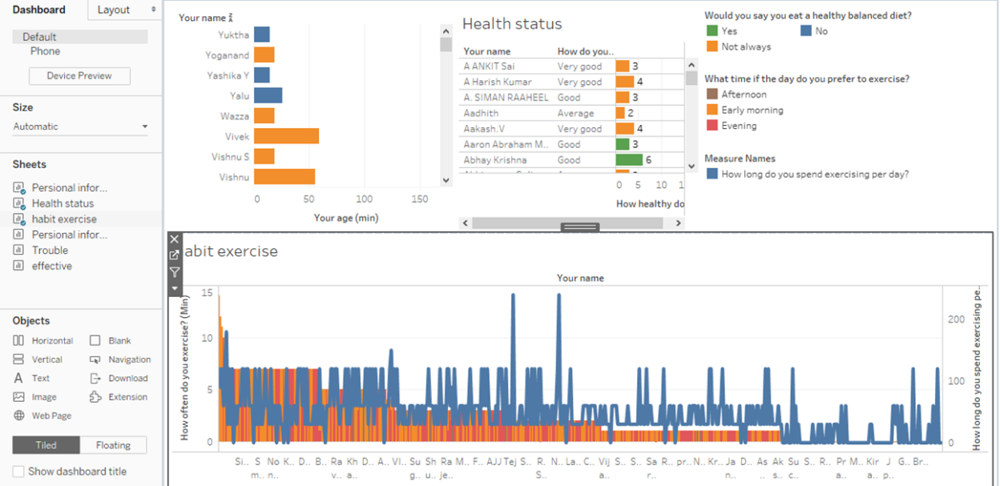 Dashboard
Layout
Default
Phone
Device Preview
Size
Automatic
Sheets
Persional infor...
Health status
habit exercise
Persional infor...
Trouble
effective
Objects
Horizontal
Blank
Vertical
Navigation
Text
Download
Image
Extension
Web Page
Tiled
Floating
Show dashboard title
Your name
Yuktha
Yoganand
Yashika Y
Yalu
Wazza
Vivek
Vishnu S
Vishnu
0 50 100 150
Your age (min)
Health status
Your name How do you..
A ANKIT Sai Very good 3
A Harish Kumar Very good 4
A. SIMAN RAAHEEL Good 3
Aadhith Average 2
Aakash.V Very good 4
Aaron Abraham M.. Good 3
Abhay Krishna Good 6
0 5 10 1
How healthy do
Would you say you eat a healthy balanced diet?
Yes
No
Not always
What time if the day do you prefer to exercise?
Afternoon
Early morning
Evening
Measure Names
How long do you spend exercising per day?
abit exercise
Your name
How often do you exercise? (Min)
15
10
5
0
200
100
0
How long do you spend exercising pe..
Si.. S m.. No n.. K.. D.. B.. Ra v.. Kh a.. D.. A.. Vl.. Su g.. Sh u.. Ra je.. M.. F.. AJJ Tej S.. R. S.. N.. La.. C.. Vij a.. S.. S.. Sa r.. R.. pr.. N.. Kr.. Ja n.. D.. As .. Ak s.. Su c.. S.. R.. Pr a.. M.. Kir a.. J p.. G.. Br..